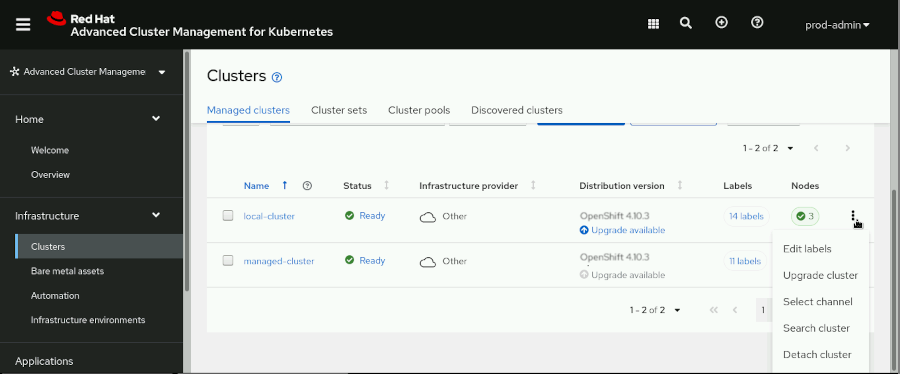 Red Hat
Advanced Cluster Management for Kubernetes
prod-admin
Advanced Cluster Manageme
Home
Welcome
Overview
Infrastructure
Clusters
Bare metal assets
Automation
Infrastructure environments
Applications
Clusters
Managed clusters Cluster sets Cluster pools Discovered clusters
1 - 2 of 2
Name Status Infrastructure provider Distribution version Labels Nodes
local-cluster Ready Other OpenShift 4.10.3 14 labels 3
Upgrade available
managed-cluster Ready Other OpenShift 4.10.3 11 labels
Upgrade available
1 - 2 of 2 1
Edit labels
Upgrade cluster
Select channel
Search cluster
Detach cluster